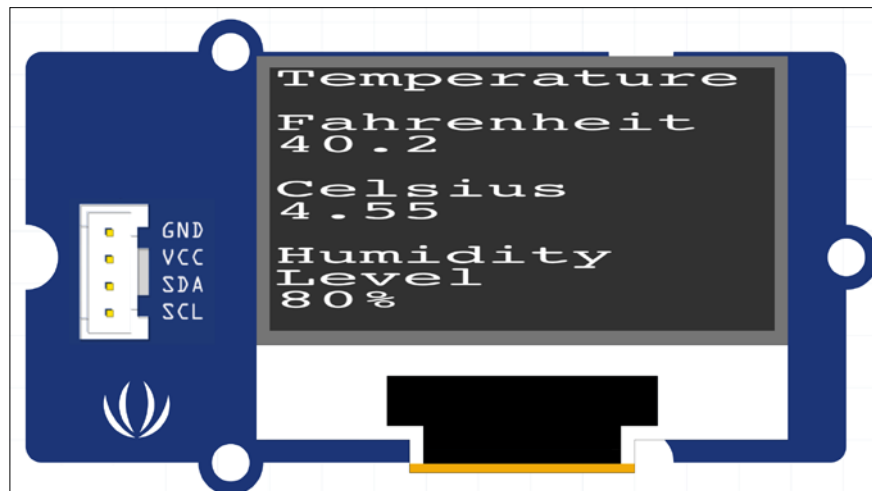 Temperature
Fahrenheit
40.2
Celsius
4.55
Humidity
Level
80%
GND
VCC
SDA
SCL